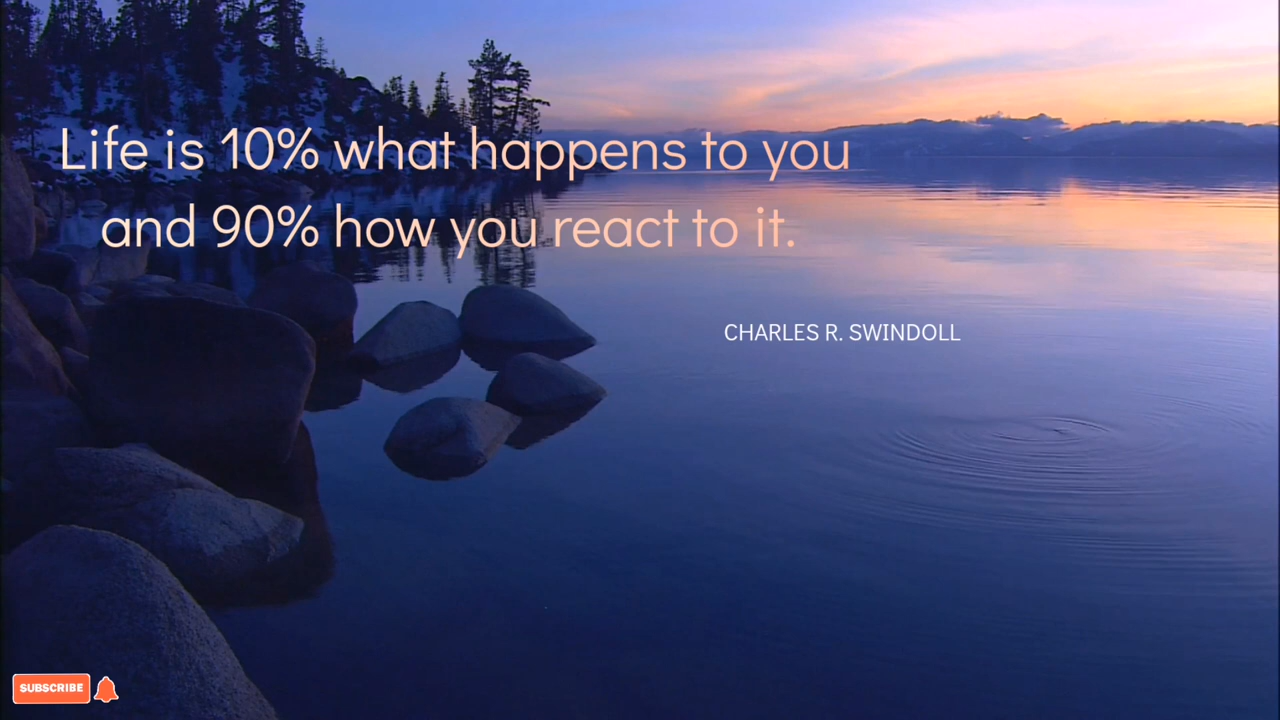 Life is 10% what happens to you
and 90% how you react to it.
CHARLES R. SWINDOLL
SUBSCRIBE